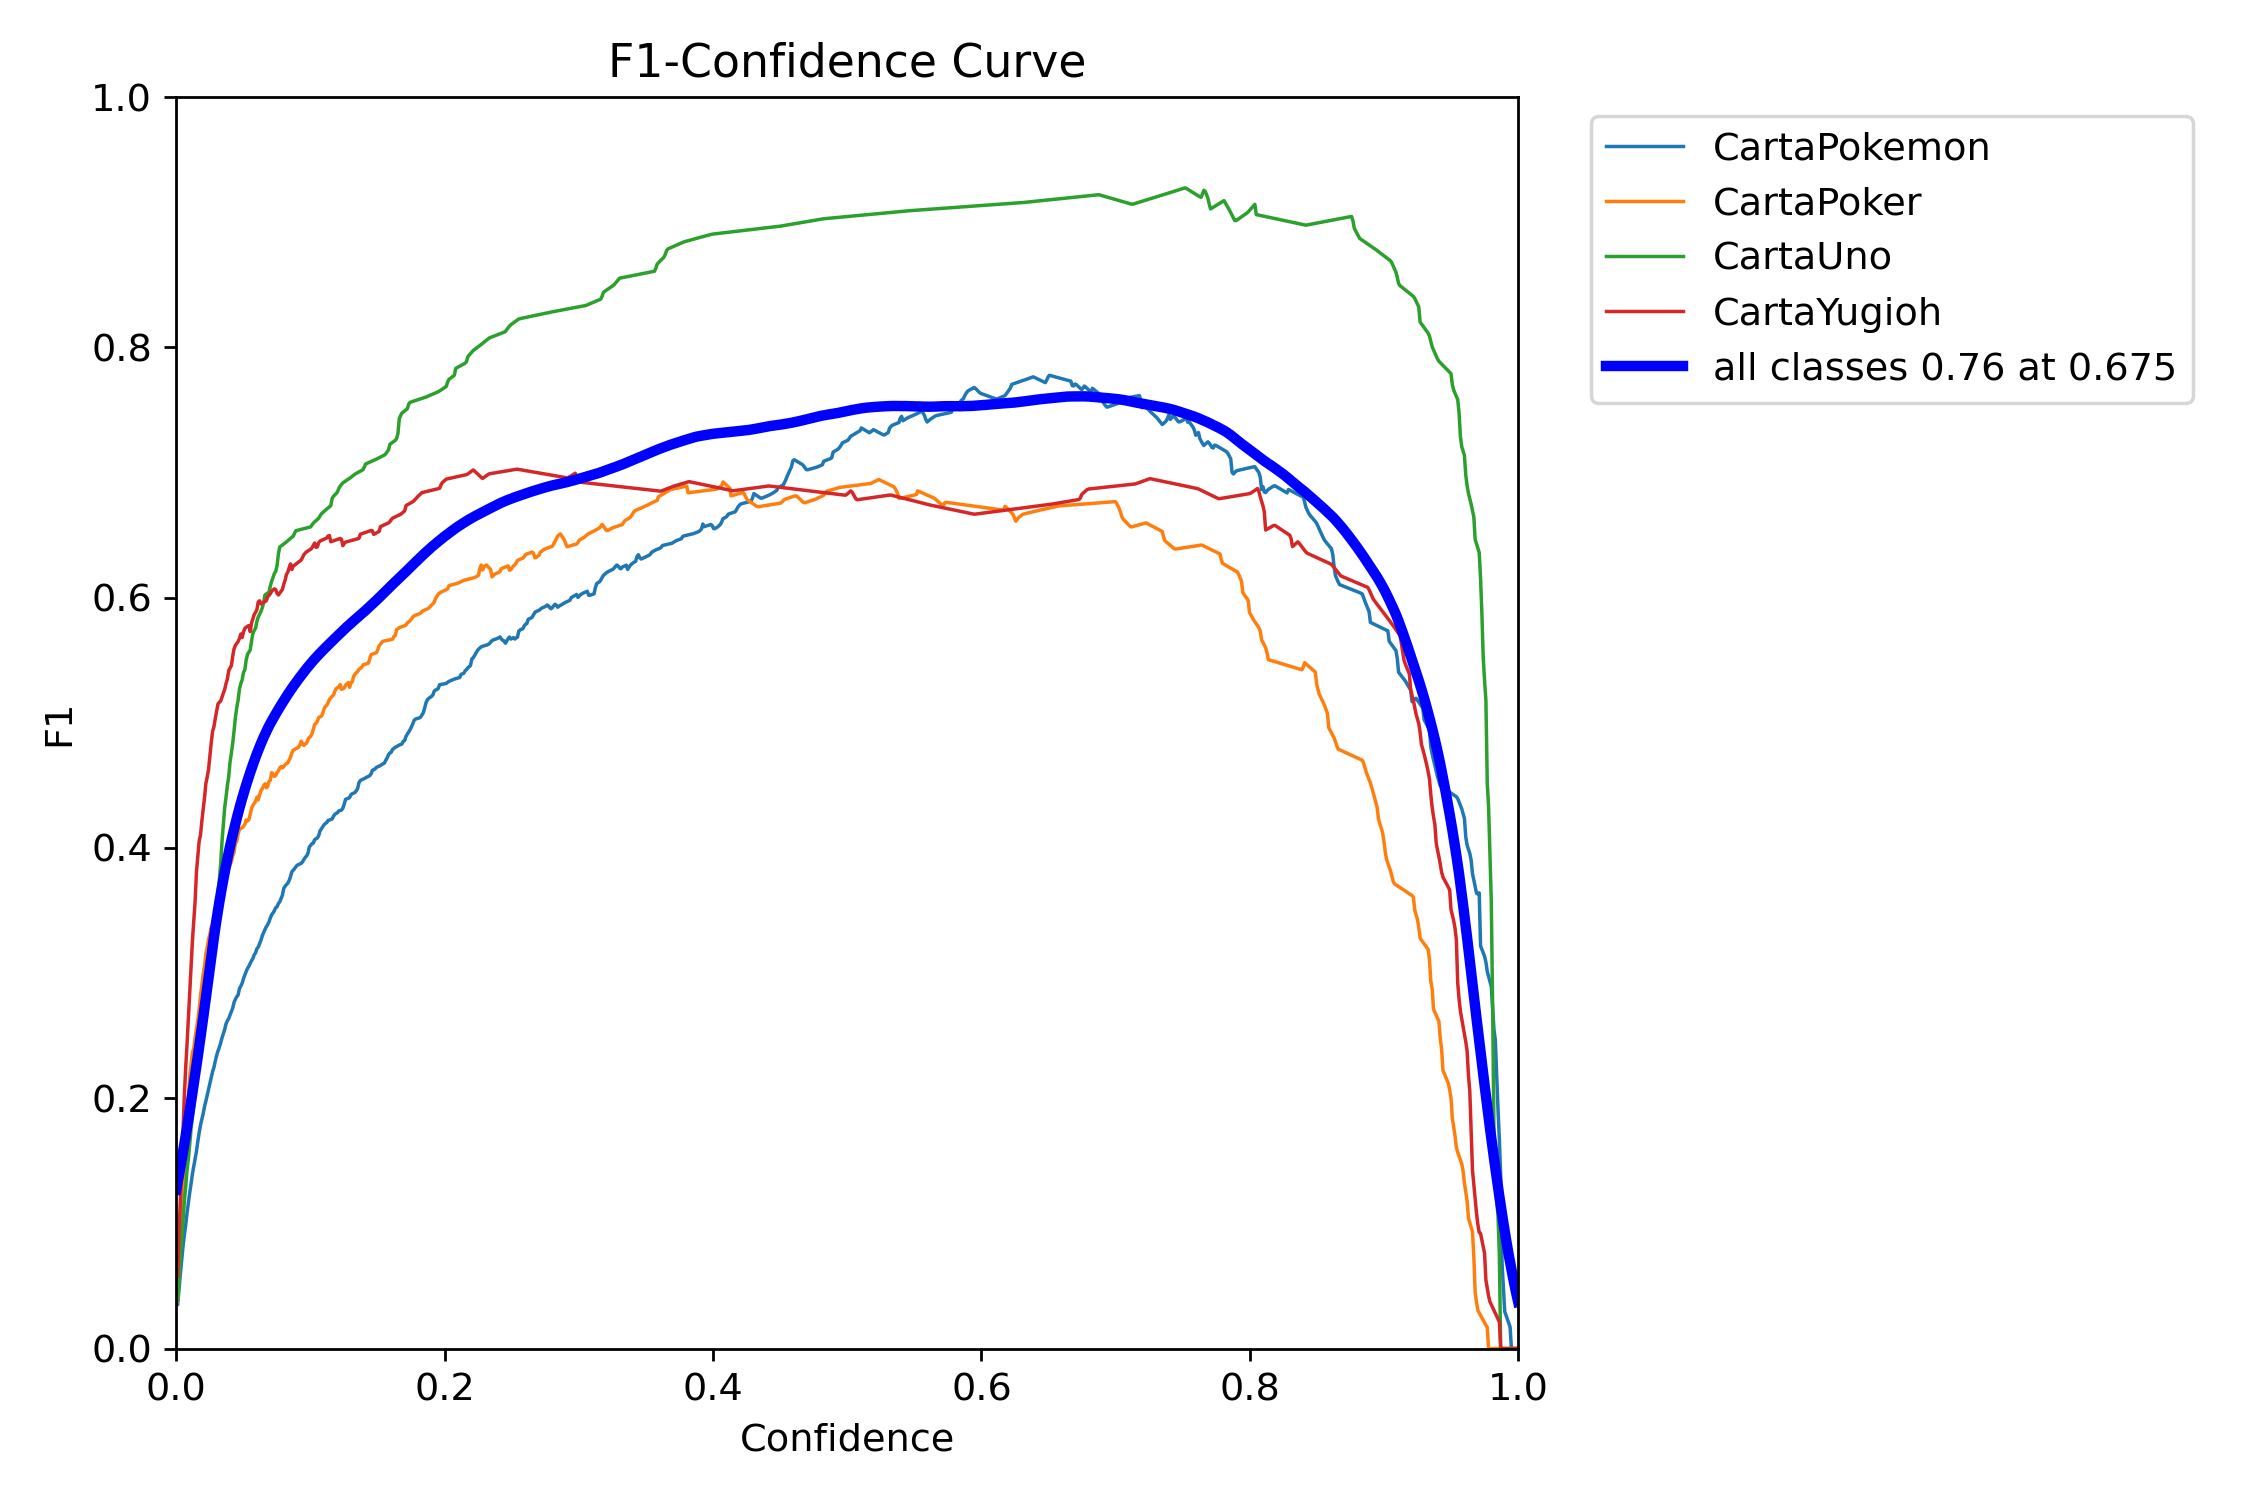 F1-Confidence Curve
1.0
0.8
0.6
0.4
0.2
0.0
F1
0.0 0.2 0.4 0.6 0.8 1.0
Confidence
CartaPokemon
CartaPoker
CartaUno
CartaYugioh
all classes 0.76 at 0.675